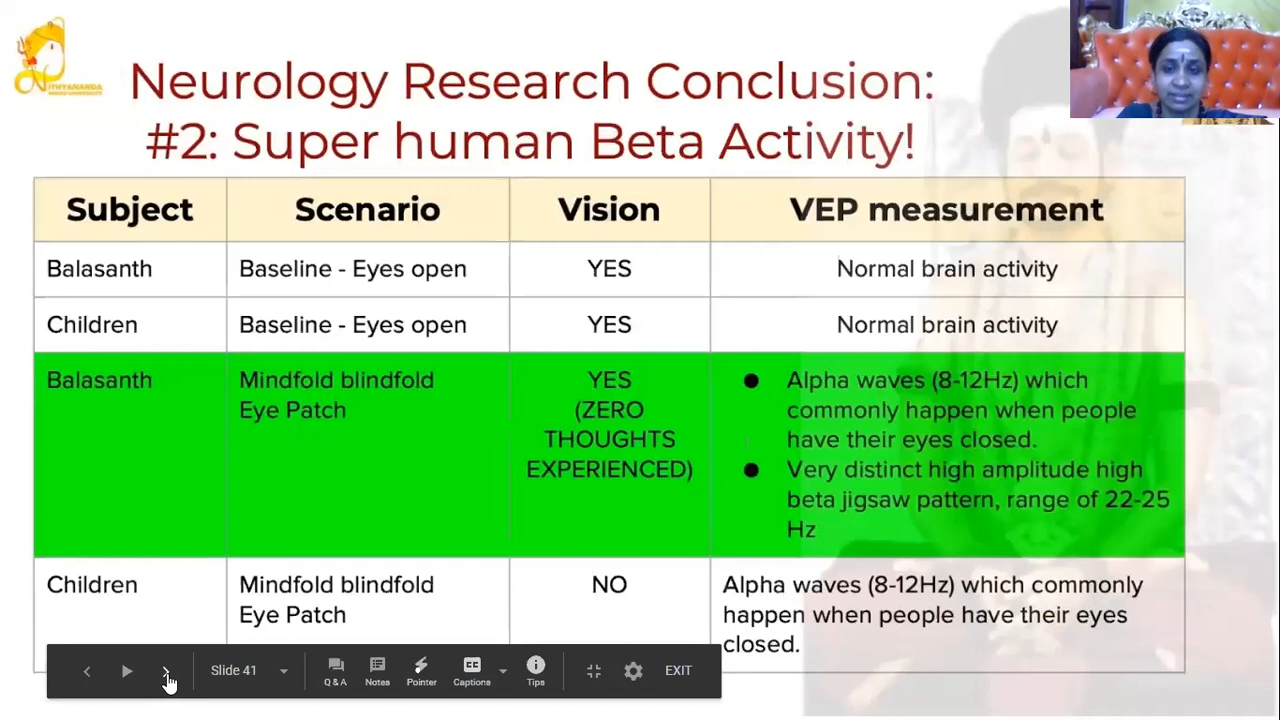 NITHYANANDA
Neurology Research Conclusion:
#2: Super human Beta Activity!
Subject Scenario Vision VEP measurement
Balasanth Baseline - Eyes open YES Normal brain activity
Children Baseline - Eyes open YES Normal brain activity
Balasanth Mindfold blindfold YES ● Alpha waves (8-12Hz) which
Eye Patch (ZERO commonly happen when people
THOUGHTS have their eyes closed.
EXPERIENCED) ● Very distinct high amplitude high
beta jigsaw pattern, range of 22-25
Hz
Children Mindfold blindfold NO Alpha waves (8-12Hz) which commonly
Eye Patch happen when people have their eyes
closed.
Slide 41 Q & A Notes Pointer Captions Tips EXIT